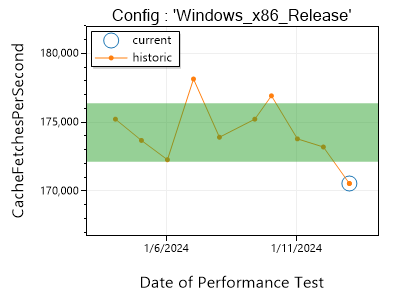 Config : 'Windows_x86_Release'
current
historic
180,000
175,000
170,000
CacheFetchesPerSecond
1/6/2024
1/11/2024
Date of Performance Test